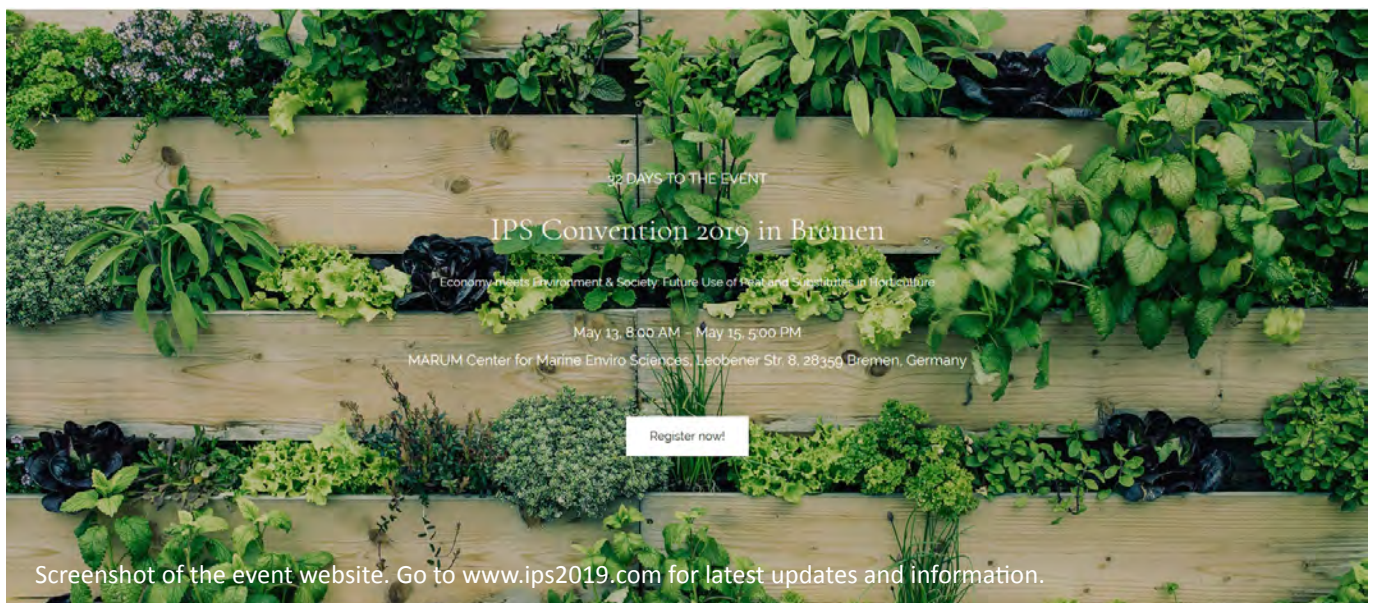 32 DAYS TO THE EVENT
IPS Convention 2019 in Bremen
Economy meets Environment & Society: Future Use of Peat and Substitutes in Horticulture
May 13, 8:00 AM – May 15, 5:00 PM
MARUM Center for Marine Enviro Sciences, Leobener Str. 8, 28359 Bremen, Germany
Register now!
Screenshot of the event website. Go to www.ips2019.com for latest updates and information.